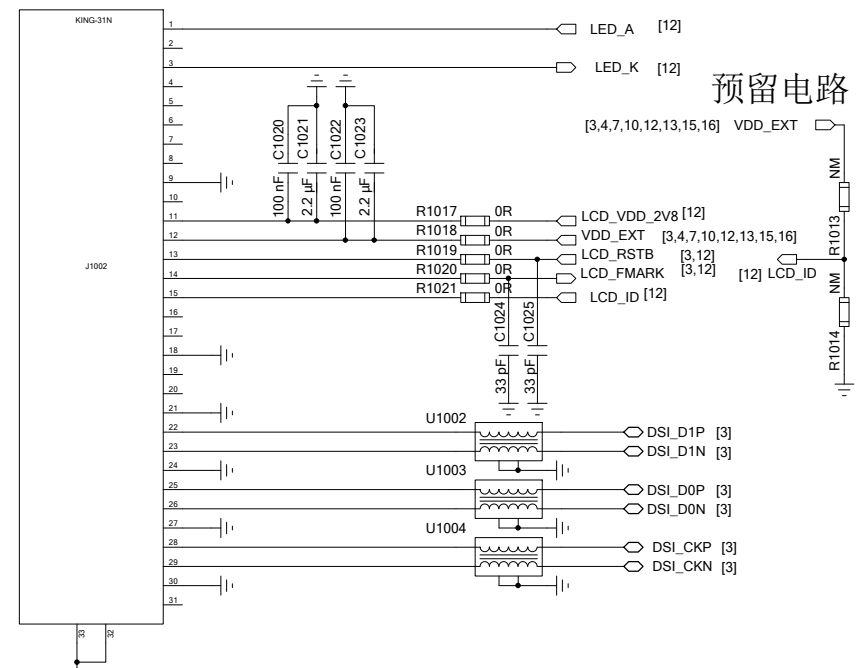 KING-31N
J1002
1
2
3
4
5
6
7
8
9
10
11
12
13
14
15
16
17
18
19
20
21
22
23
24
25
26
27
28
29
30
31
33
32
LED_A [12]
LED_K [12]
预留电路
[3,4,7,10,12,13,15,16] VDD_EXT
C1020
C1021
C1022
C1023
100 nF
2.2 µF
100 nF
2.2 µF
R1017 0R LCD_VDD_2V8 [12]
R1018 0R VDD_EXT [3,4,7,10,12,13,15,16]
R1019 0R LCD_RSTB [3,12]
R1020 0R LCD_FMARK [3,12]
R1021 0R LCD_ID [12]
NM
R1013
[12] LCD_ID
NM
R1014
C1024
C1025
33 pF
33 pF
U1002
DSI_D1P [3]
DSI_D1N [3]
U1003
DSI_D0P [3]
DSI_D0N [3]
U1004
DSI_CKP [3]
DSI_CKN [3]